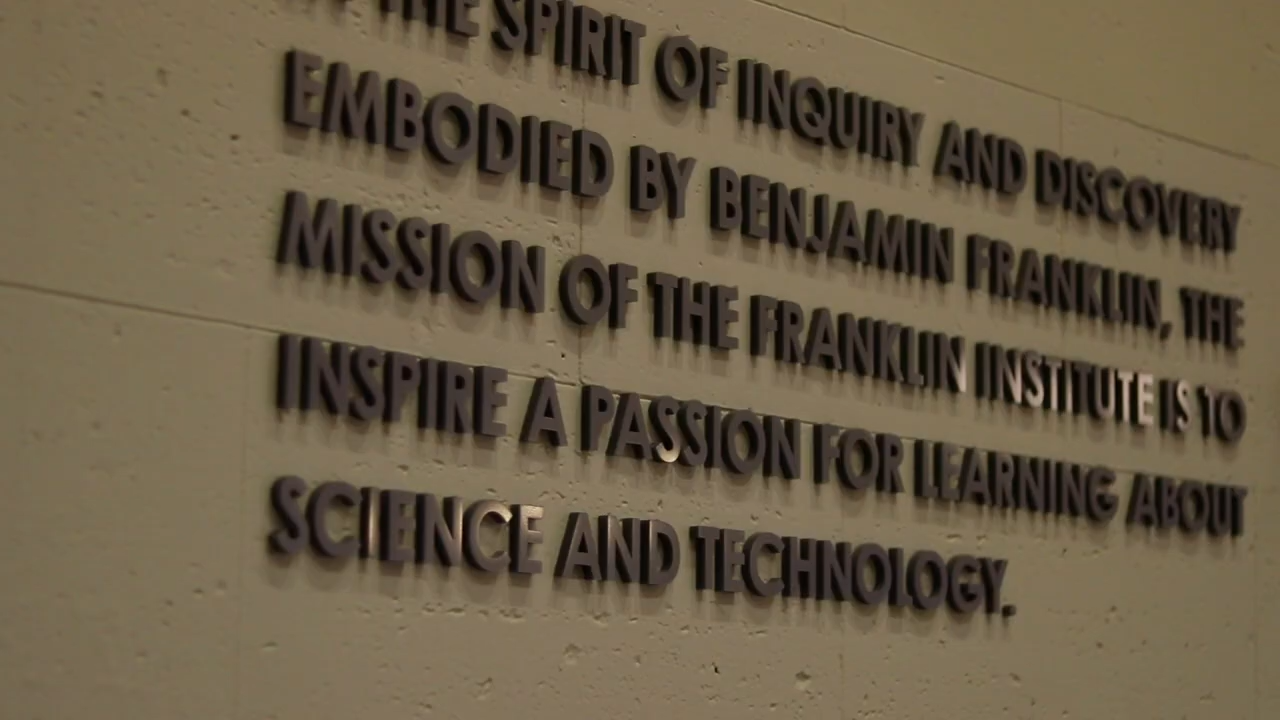 THE SPIRIT OF INQUIRY AND DISCOVERY
EMBODIED BY BENJAMIN FRANKLIN, THE
MISSION OF THE FRANKLIN INSTITUTE IS TO
INSPIRE A PASSION FOR LEARNING ABOUT
SCIENCE AND TECHNOLOGY.